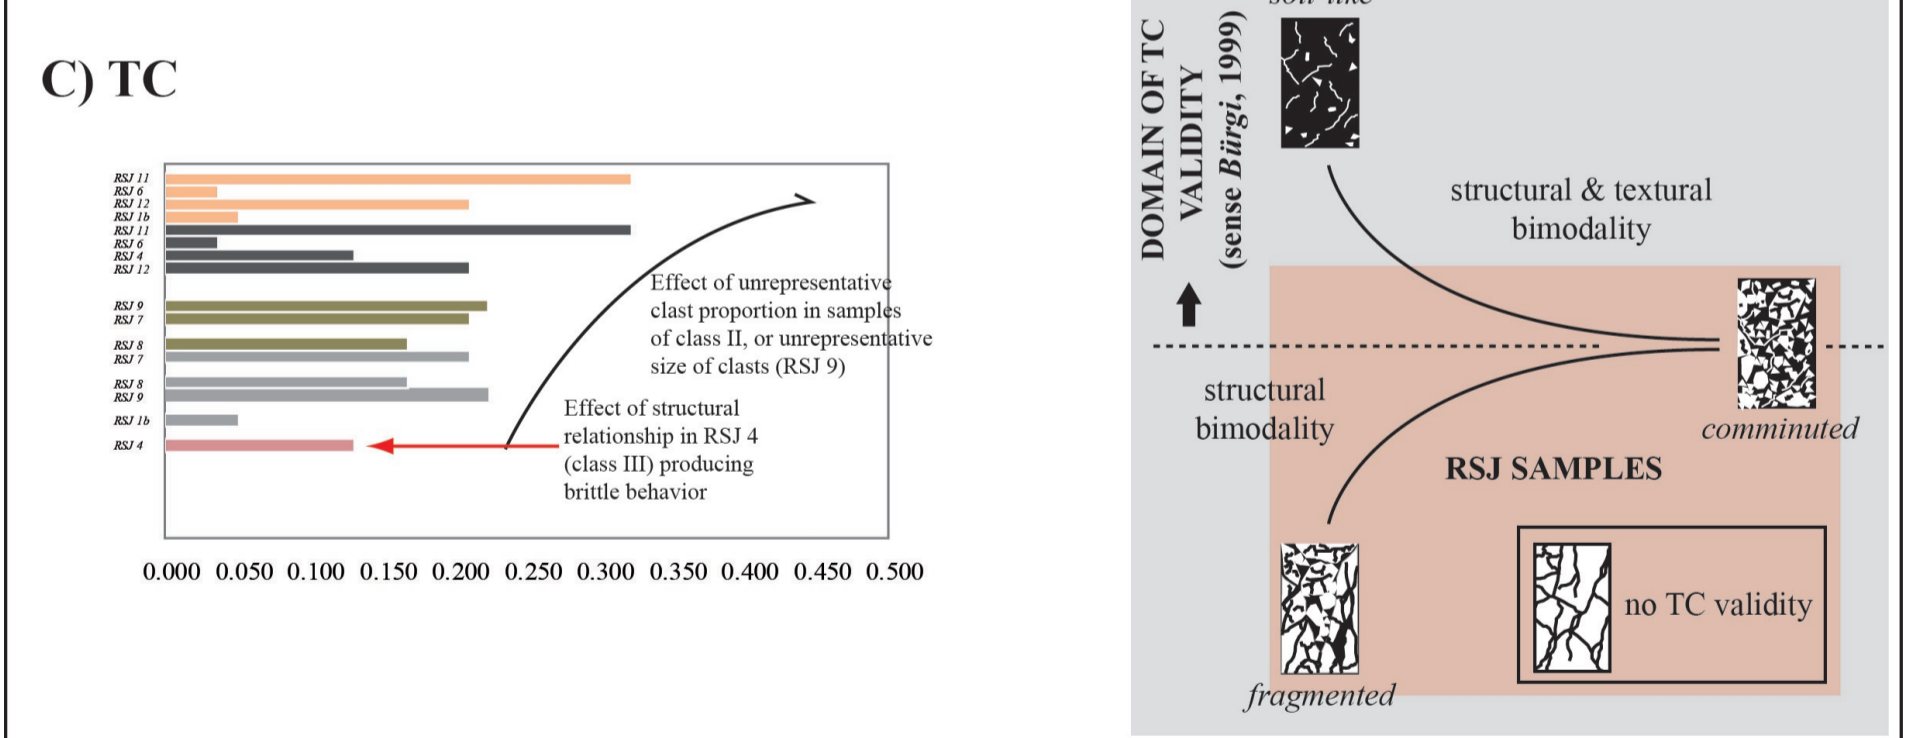 C) TC
RSJ 11
RSJ 6
RSJ 12
RSJ 1b
RSJ 11
RSJ 6
RSJ 4
RSJ 12
RSJ 9
RSJ 7
RSJ 8
RSJ 7
RSJ 8
RSJ 9
RSJ 1b
RSJ 4
Effect of unrepresentative
clast proportion in samples
of class II, or unrepresentative
size of clasts (RSJ 9)
Effect of structural
relationship in RSJ 4
(class III) producing
brittle behavior
0.000 0.050 0.100 0.150 0.200 0.250 0.300 0.350 0.400 0.450 0.500
DOMAIN OF TC
VALIDITY
(sense Bürgi, 1999)
structural & textural
bimodality
structural
bimodality
comminuted
RSJ SAMPLES
no TC validity
fragmented